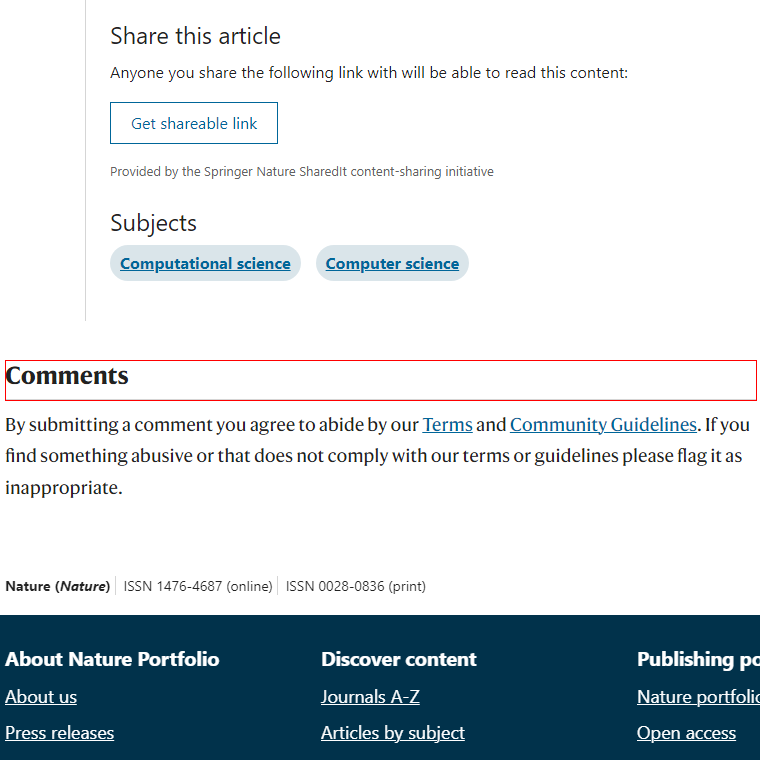 Share this article
Anyone you share the following link with will be able to read this content:
Get shareable link
Provided by the Springer Nature SharedIt content-sharing initiative
Subjects
Computational science Computer science
Comments
By submitting a comment you agree to abide by our Terms and Community Guidelines. If you
find something abusive or that does not comply with our terms or guidelines please flag it as
inappropriate.
Nature (Nature) ISSN 1476-4687 (online) ISSN 0028-0836 (print)
About Nature Portfolio Discover content Publishing
About us Journals A-Z Nature
Press releases Articles by subject Open access